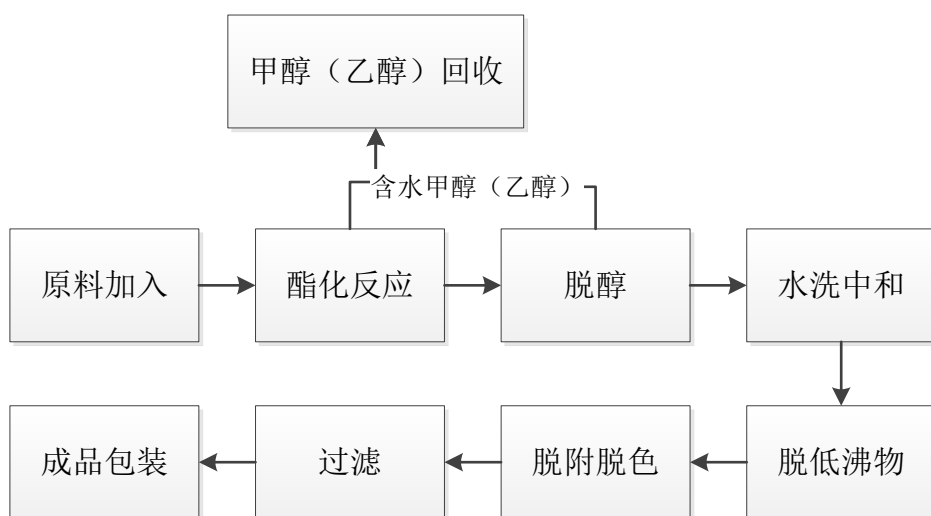 甲醇（乙醇）回收
含水甲醇（乙醇）
原料加入
酯化反应
脱醇
水洗中和
脱低沸物
脱附脱色
过滤
成品包装